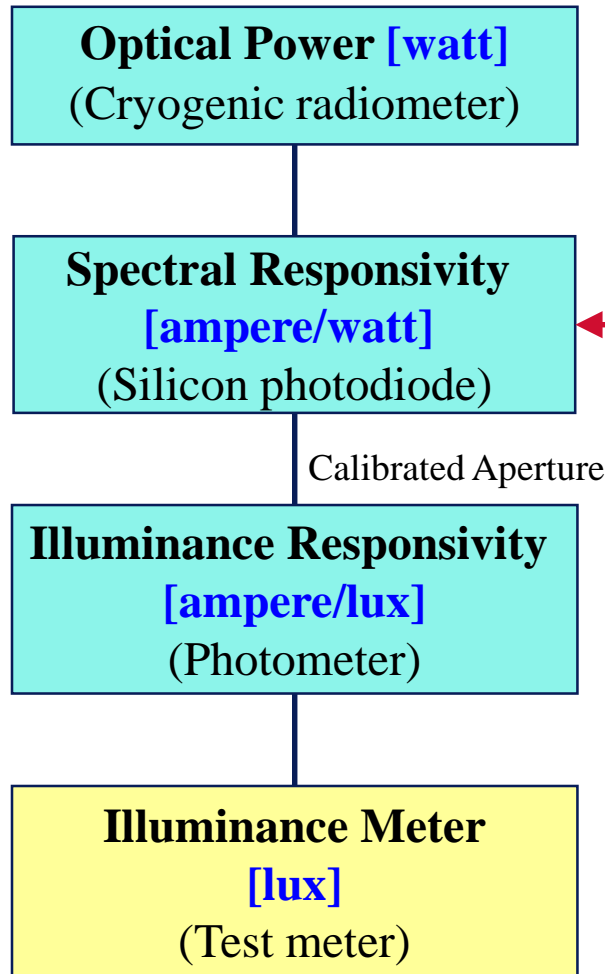 Optical Power [watt]
(Cryogenic radiometer)
Spectral Responsivity
[ampere/watt]
(Silicon photodiode)
Calibrated Aperture
Illuminance Responsivity
[ampere/lux]
(Photometer)
Illuminance Meter
[lux]
(Test meter)